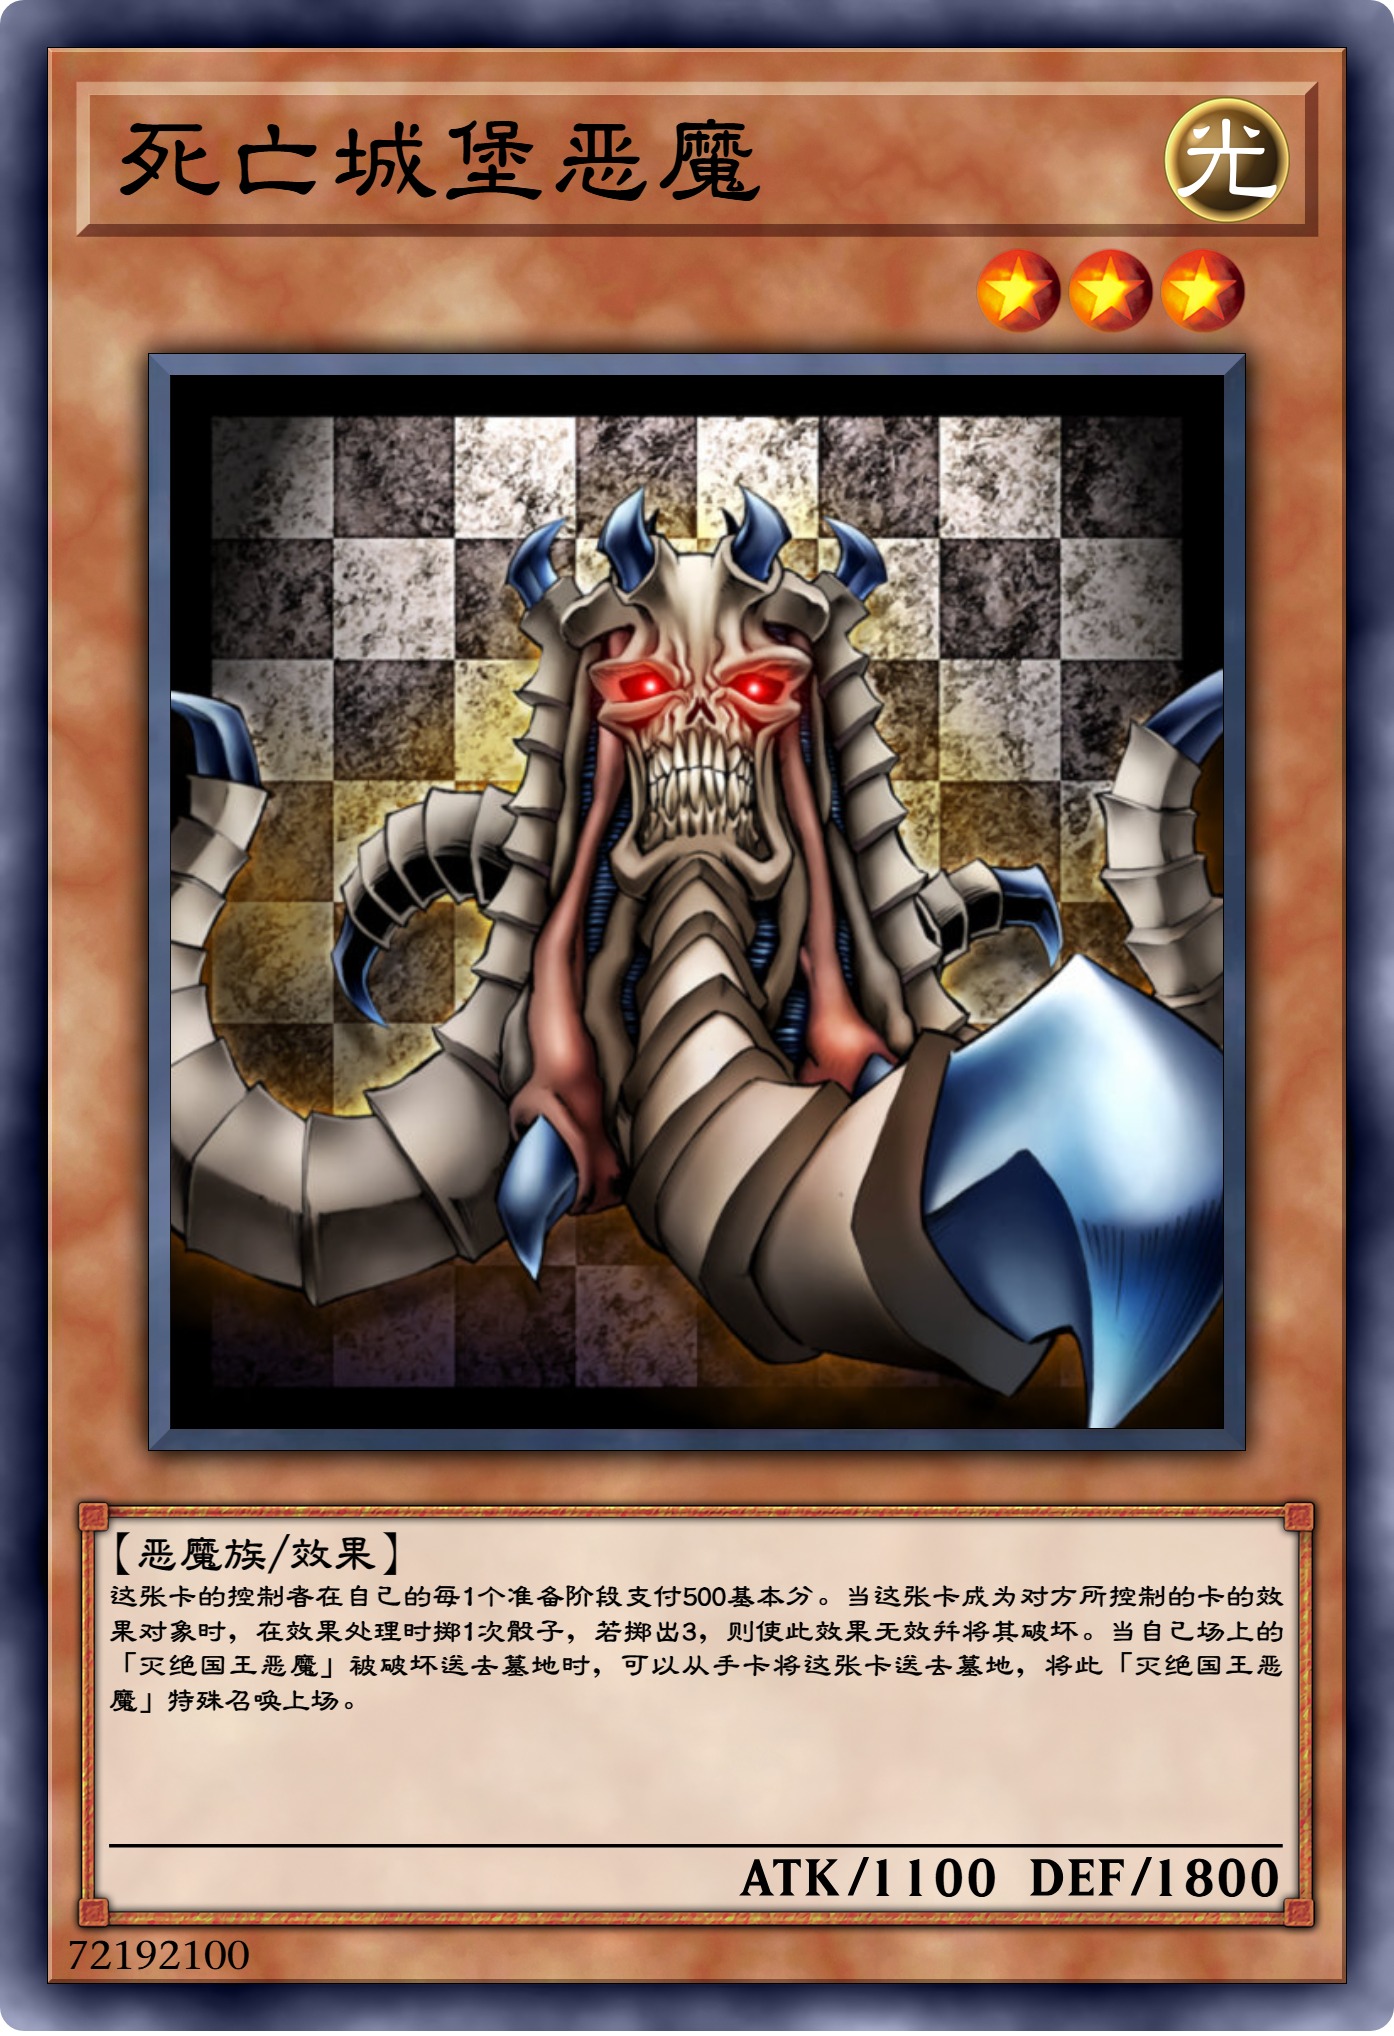 死亡城堡恶魔
光
【恶魔族/效果】
这张卡的控制者在自己的每1个准备阶段支付500基本分。当这张卡成为对方所控制的卡的效
果对象时，在效果处理时掷1次骰子，若掷出3，则使此效果无效并将其破坏。当自己场上的
「灭绝国王恶魔」被破坏送去墓地时，可以从手卡将这张卡送去墓地，将此「灭绝国王恶
魔」特殊召唤上场。
ATK/1100 DEF/1800
72192100